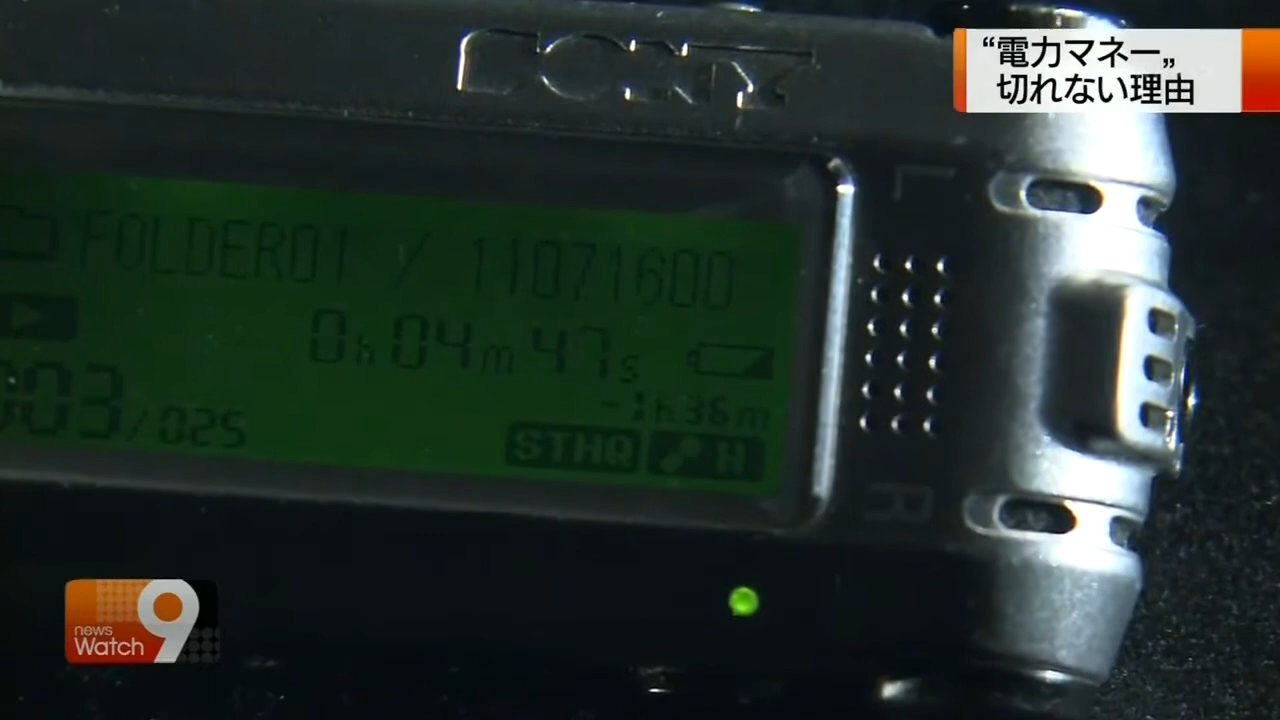 “電力マネー„
切れない理由
SONY
L
FOLDER01 / 11071600
0h04m47s
-1h36m
003/025
STHQ H
R
news
Watch 9